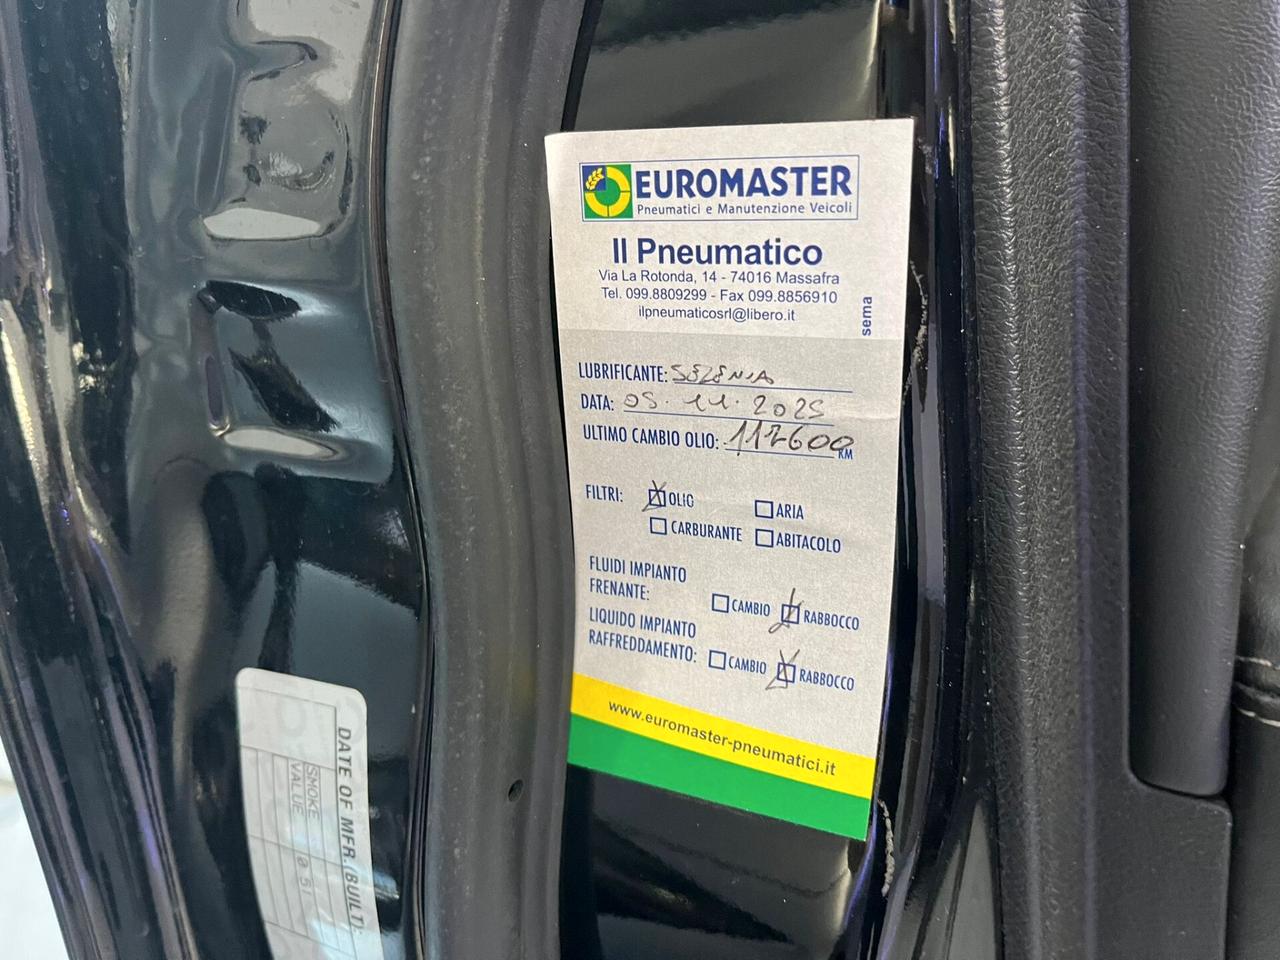 EUROMASTER
Pneumatici e Manutenzione Veicoli
Il Pneumatico
Via La Rotonda, 14 - 74016 Massafra
Tel. 099.8809299 - Fax 099.8856910
ilpneumaticosrl@libero.it
sema
LUBRIFICANTE: SELENIA
DATA: 05.11.2025
ULTIMO CAMBIO OLIO: 117600 KM
FILTRI: OLIO ARIA
CARBURANTE ABITACOLO
FLUIDI IMPIANTO
FRENANTE: CAMBIO RABBOCCO
LIQUIDO IMPIANTO
RAFFREDDAMENTO: CAMBIO RABBOCCO
www.euromaster-pneumatici.it
DATE OF MFR.(BUILT):
SMOKE
VALUE